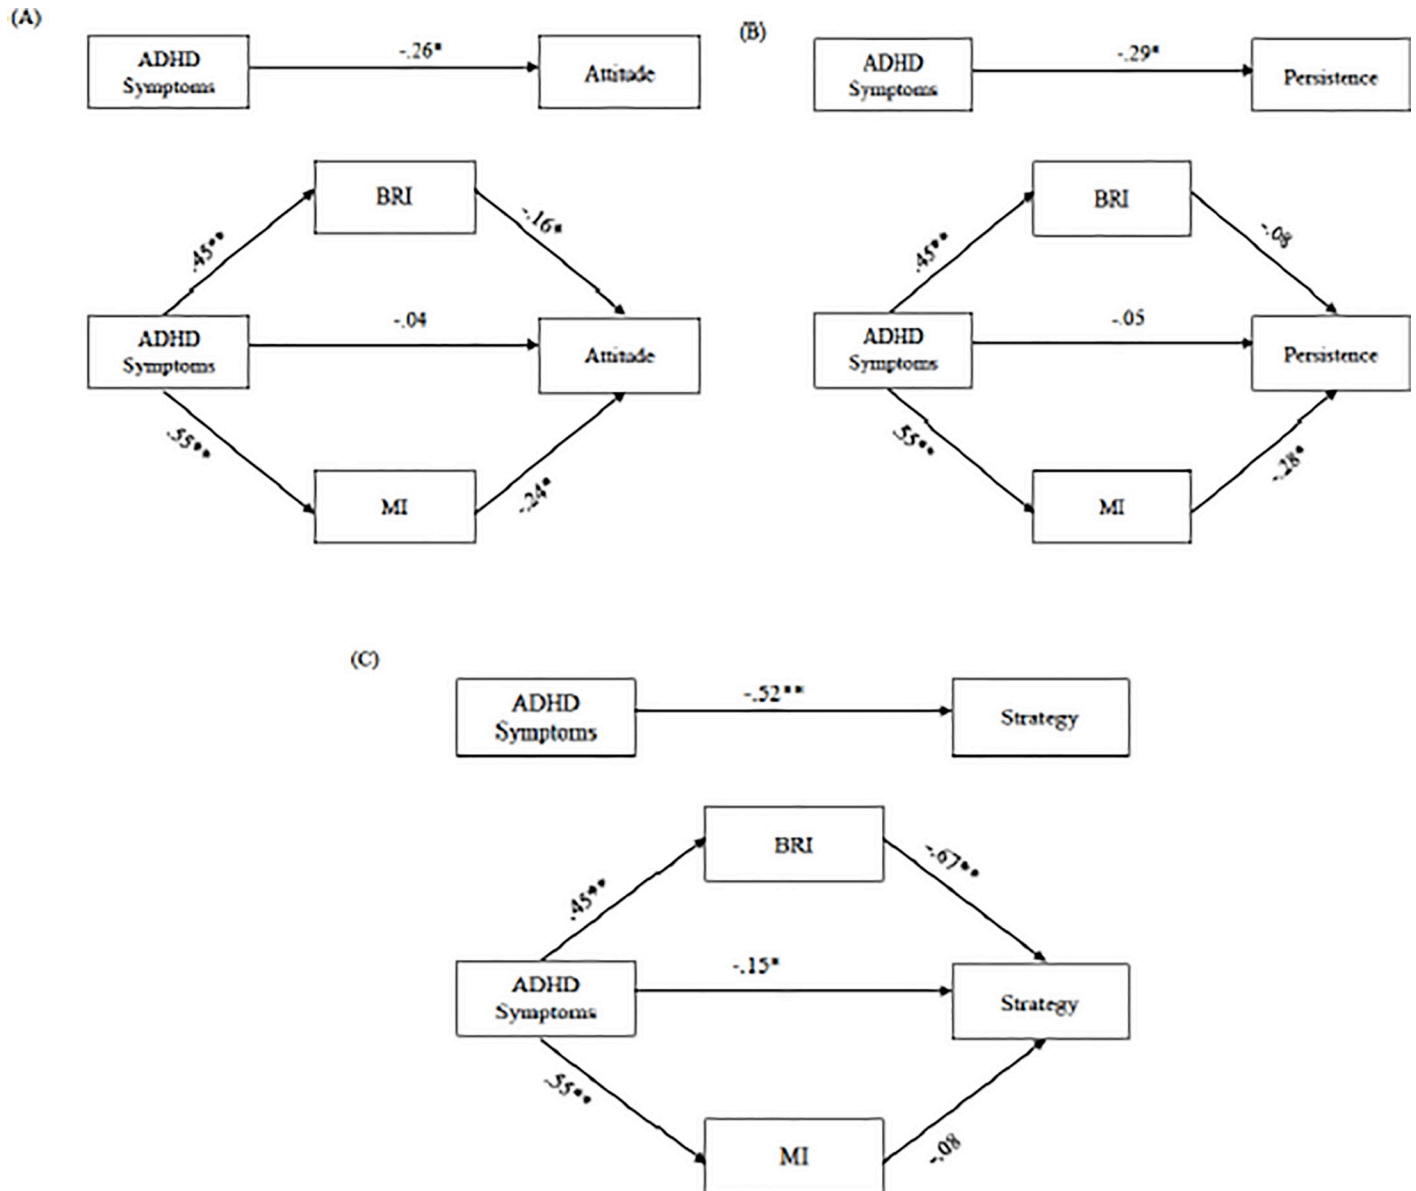 (A)
ADHD
Symptoms
-.26*
Attitude
BRI
.45**
-.16*
ADHD
Symptoms
-.04
Attitude
.55**
-.24*
MI
(B)
ADHD
Symptoms
-.29*
Persistence
BRI
.45**
-.08
ADHD
Symptoms
-.05
Persistence
.55**
-.28*
MI
(C)
ADHD
Symptoms
-.52**
Strategy
BRI
.45**
-.67**
ADHD
Symptoms
-.15*
Strategy
.55**
-.08
MI